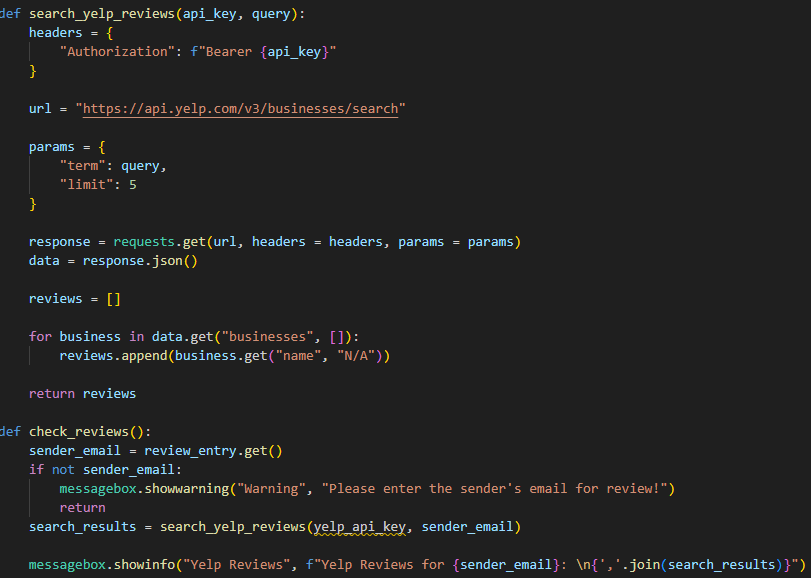 def search_yelp_reviews(api_key, query):
    headers = {
        "Authorization": f"Bearer {api_key}"
    }

    url = "https://api.yelp.com/v3/businesses/search"

    params = {
        "term": query,
        "limit": 5
    }

    response = requests.get(url, headers = headers, params = params)
    data = response.json()

    reviews = []

    for business in data.get("businesses", []):
        reviews.append(business.get("name", "N/A"))

    return reviews

def check_reviews():
    sender_email = review_entry.get()
    if not sender_email:
        messagebox.showwarning("Warning", "Please enter the sender's email for review!")
        return
    search_results = search_yelp_reviews(yelp_api_key, sender_email)

    messagebox.showinfo("Yelp Reviews", f"Yelp Reviews for {sender_email}: \n{','.join(search_results)}")